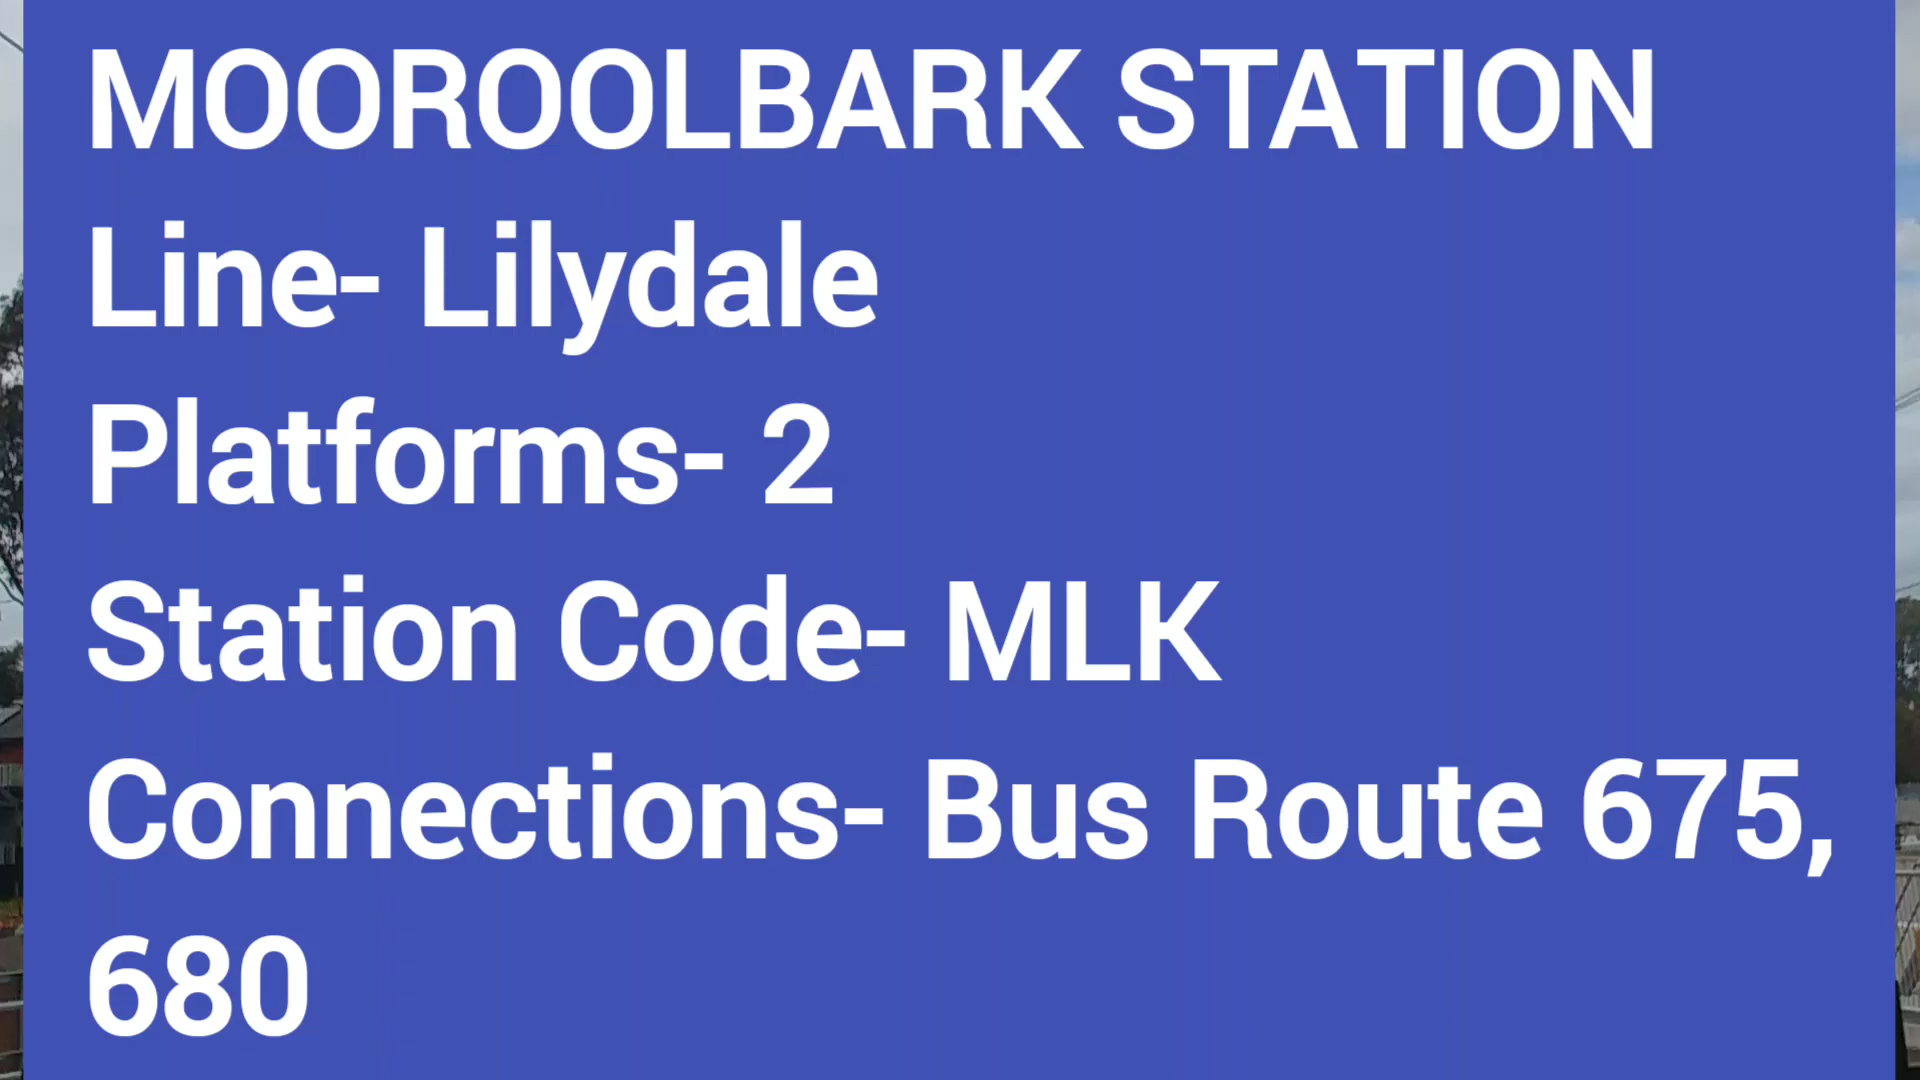 MOOROOLBARK STATION
Line- Lilydale
Platforms- 2
Station Code- MLK
Connections- Bus Route 675,
680